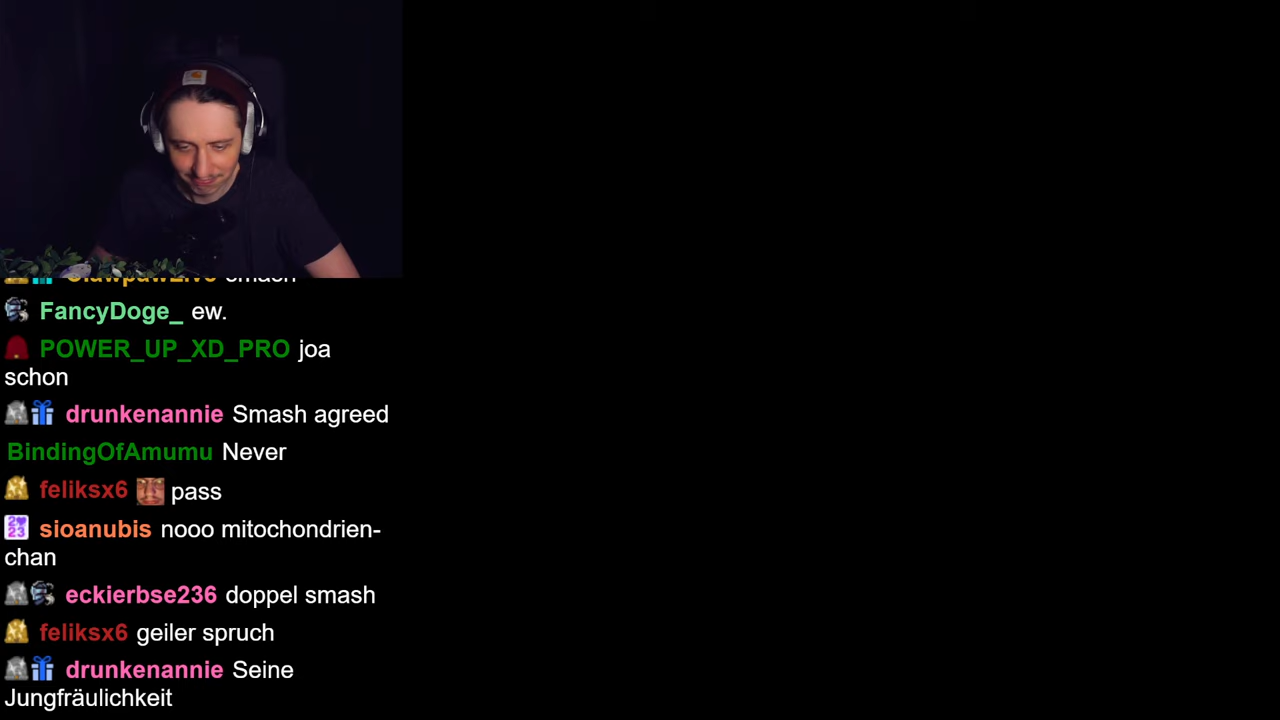 FancyDoge_ ew.
POWER_UP_XD_PRO joa
schon
drunkenannie Smash agreed
BindingOfAmumu Never
feliksx6 pass
sioanubis nooo mitochondrien-
chan
eckierbse236 doppel smash
feliksx6 geiler spruch
drunkenannie Seine
Jungfräulichkeit